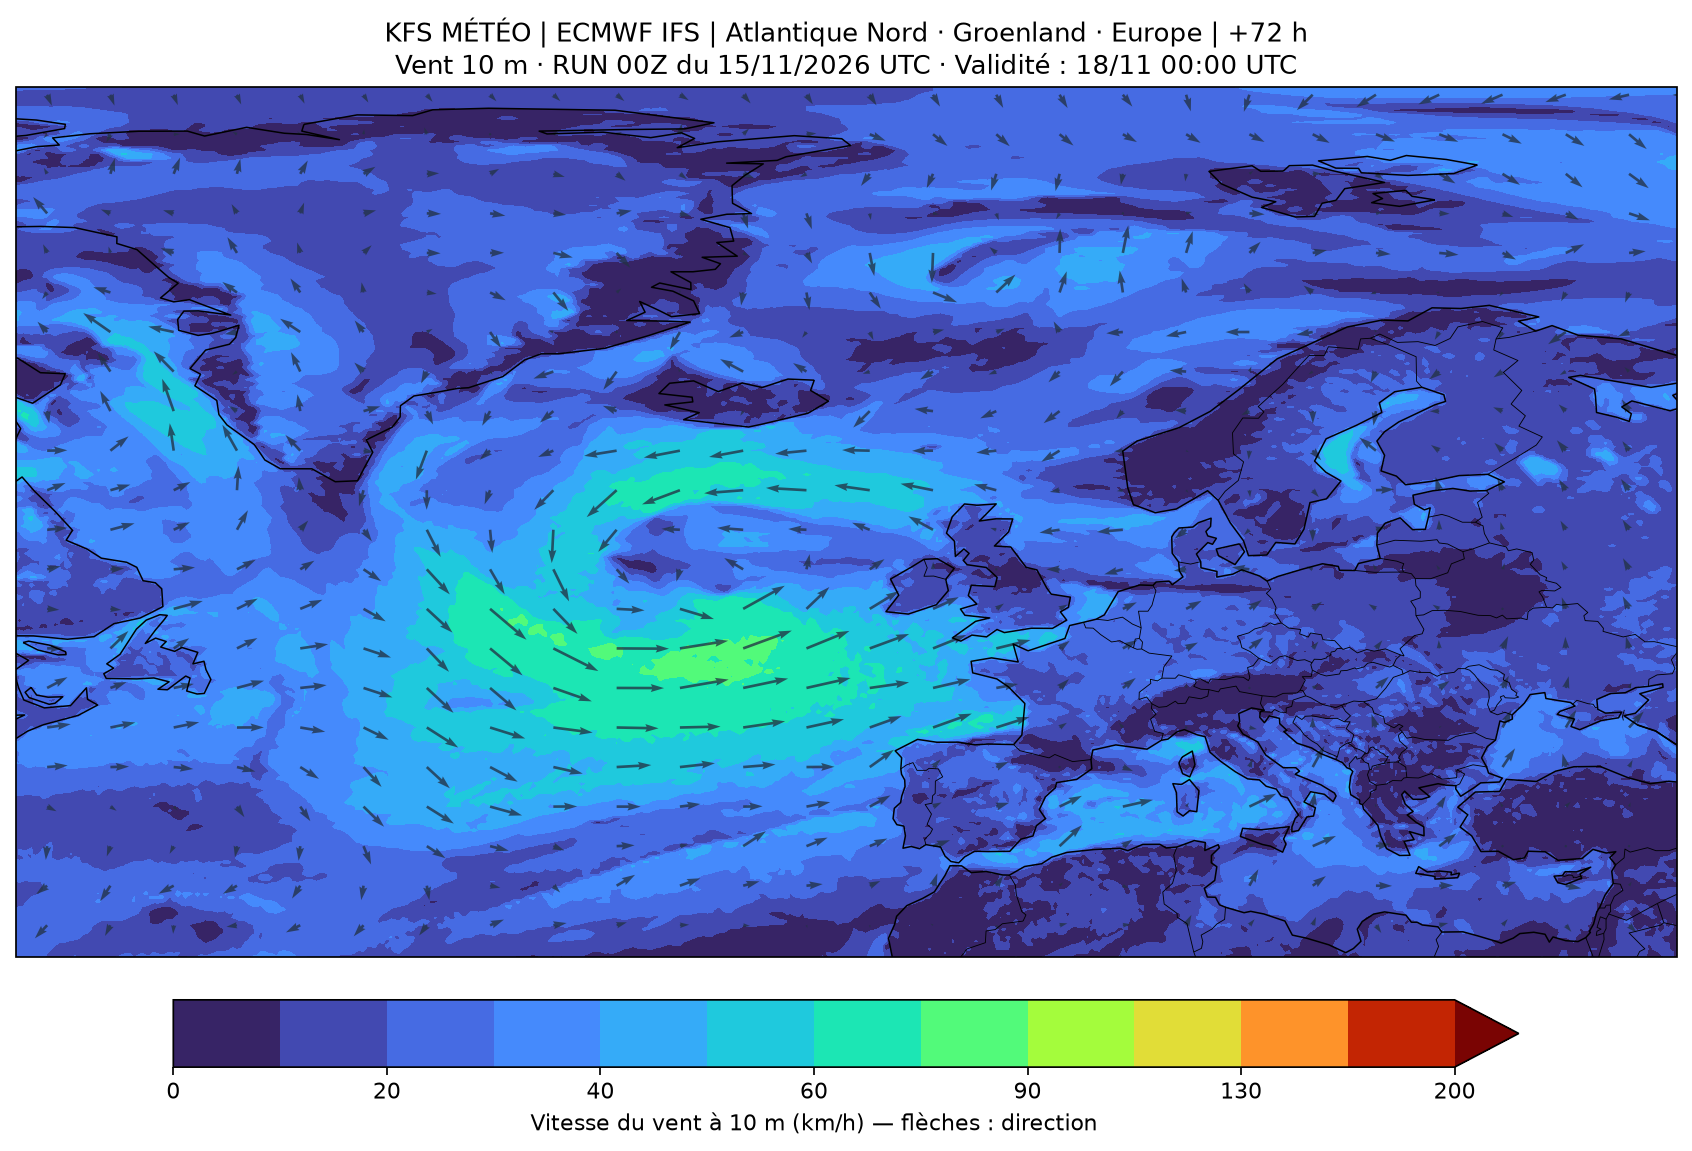 KFS MÉTÉO | ECMWF IFS | Atlantique Nord · Groenland · Europe | +72 h
Vent 10 m · RUN 00Z du 15/11/2026 UTC · Validité : 18/11 00:00 UTC
0 20 40 60 90 130 200
Vitesse du vent à 10 m (km/h) — flèches : direction